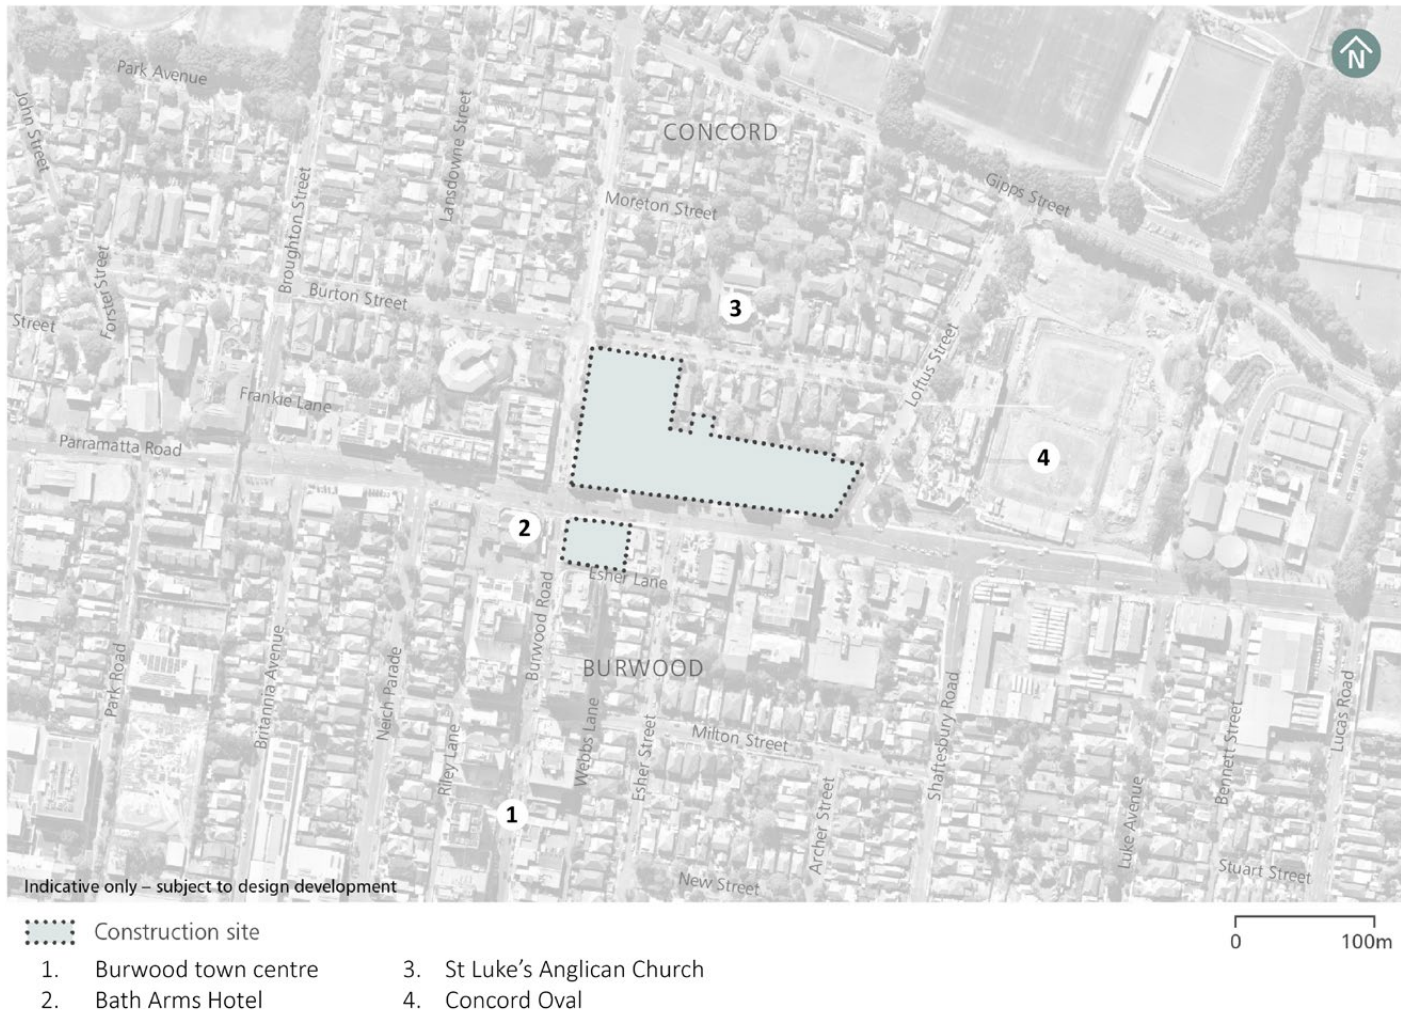 N
Park Avenue
John Street
Lansdowne Street
CONCORD
Gipps Street
Broughton Street
Moreton Street
Forster Street
Burton Street
3
Street
Loftus Street
Frankie Lane
Parramatta Road
4
2
Esher Lane
Burwood Road
BURWOOD
Park Road
Britannia Avenue
Neich Parade
Riley Lane
Webbs Lane
Esher Street
Milton Street
Shaftesbury Road
Bennett Street
Lucas Road
1
Archer Street
Luke Avenue
New Street
Stuart Street
Indicative only – subject to design development
Construction site
0 100m
1. Burwood town centre
2. Bath Arms Hotel
3. St Luke’s Anglican Church
4. Concord Oval